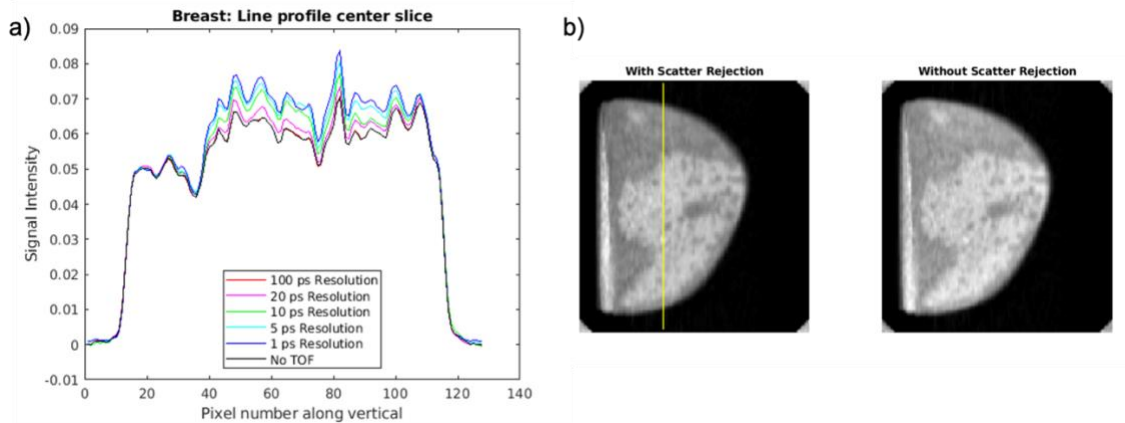 a)
Breast: Line profile center slice
0.09
0.08
0.07
0.06
0.05
0.04
0.03
0.02
0.01
0
-0.01
Signal Intensity
100 ps Resolution
20 ps Resolution
10 ps Resolution
5 ps Resolution
1 ps Resolution
No TOF
0 20 40 60 80 100 120 140
Pixel number along vertical
b)
With Scatter Rejection
Without Scatter Rejection